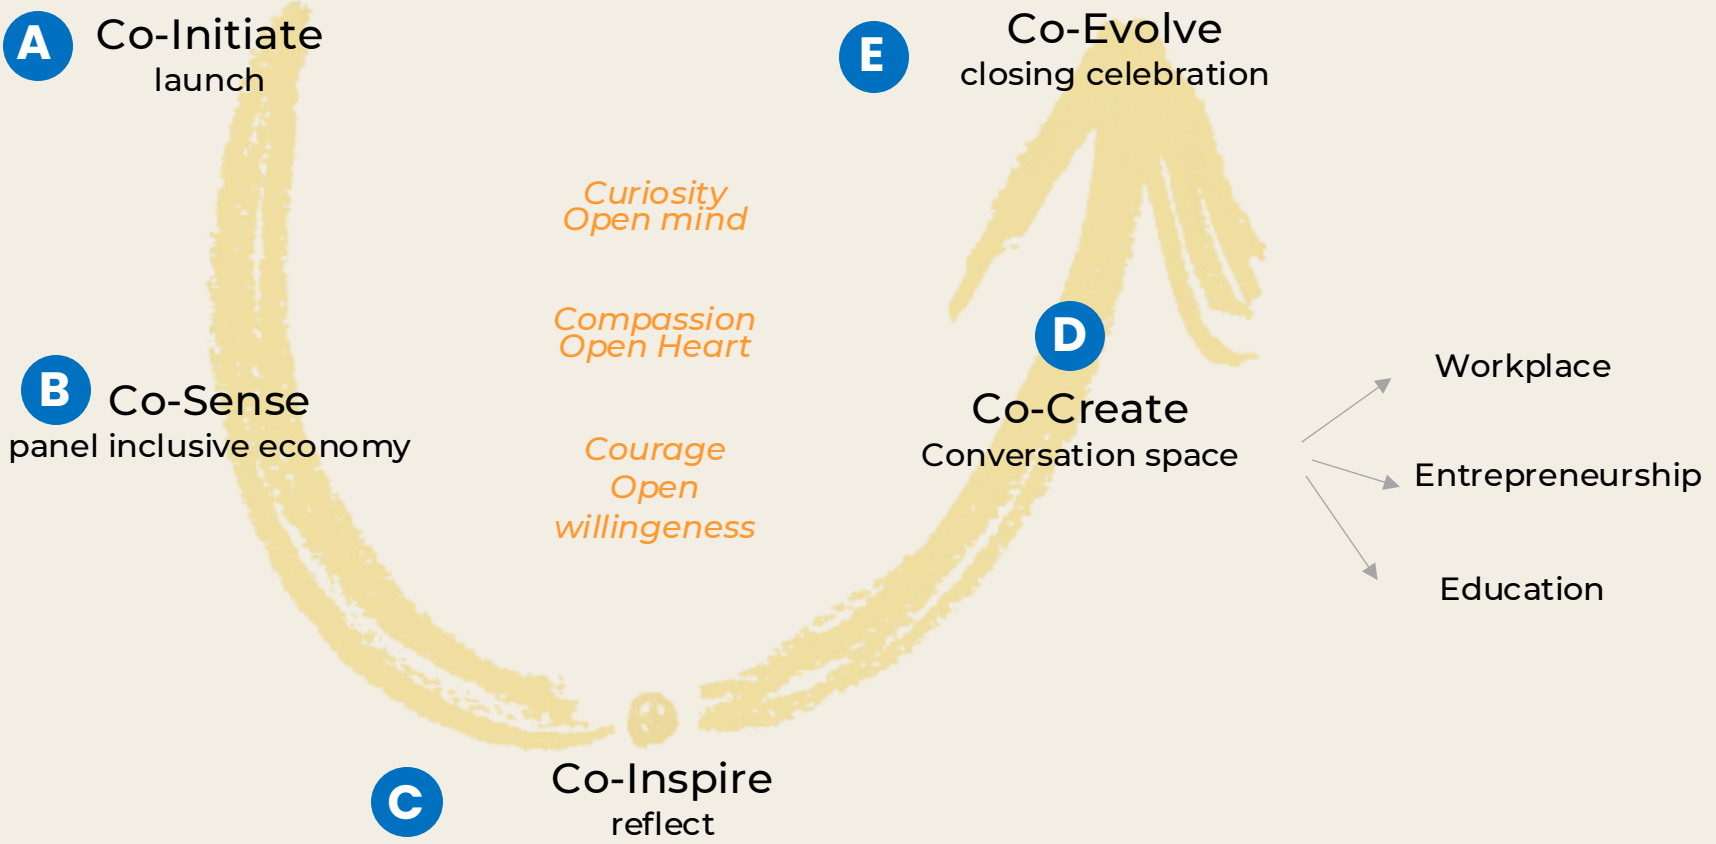 A
Co-Initiate
launch
E
Co-Evolve
closing celebration
Curiosity
Open mind
Compassion
Open Heart
B
Co-Sense
panel inclusive economy
Courage
Open
willingeness
D
Co-Create
Conversation space
Workplace
Entrepreneurship
Education
C
Co-Inspire
reflect